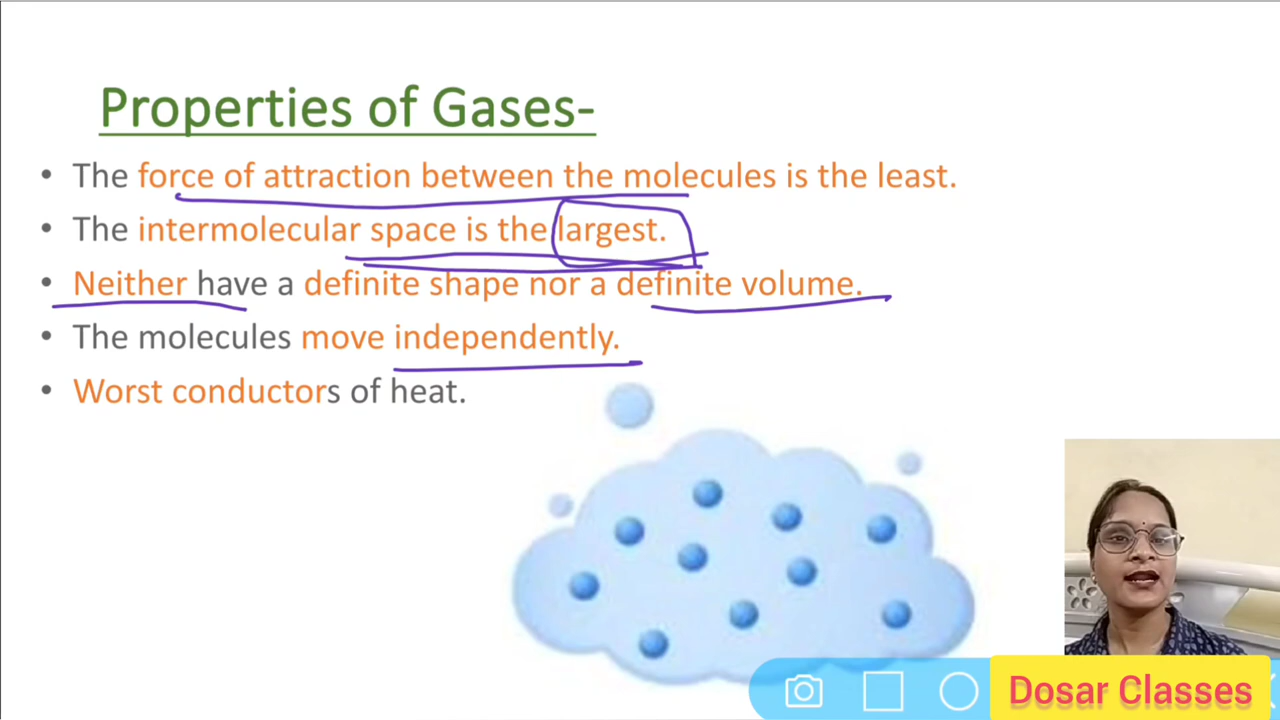 Properties of Gases-
• The force of attraction between the molecules is the least.
• The intermolecular space is the largest.
• Neither have a definite shape nor a definite volume.
• The molecules move independently.
• Worst conductors of heat.
Dosar Classes